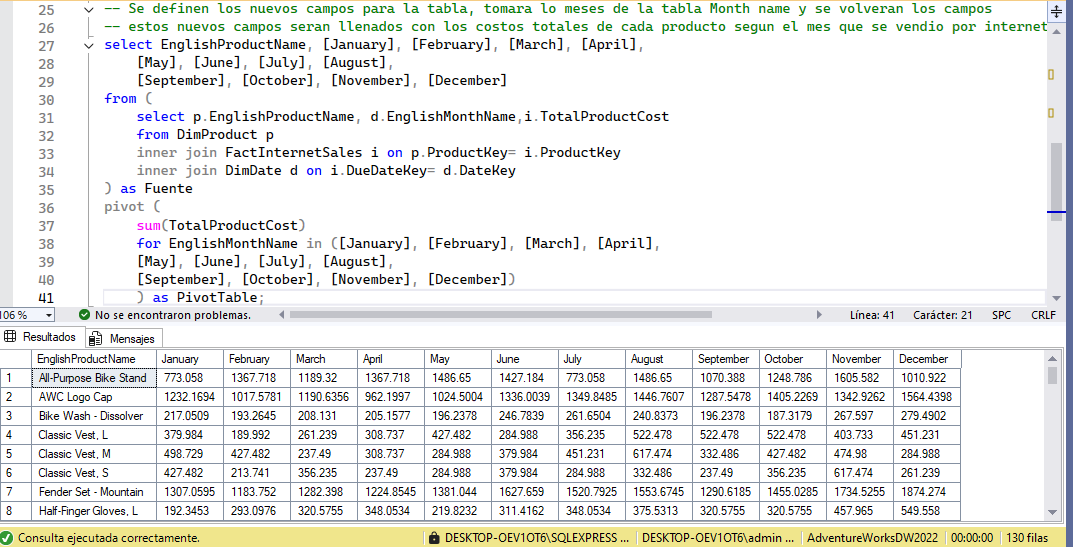 25 -- Se definen los nuevos campos para la tabla, tomara lo meses de la tabla Month name y se volveran los campos
26 -- estos nuevos campos seran llenados con los costos totales de cada producto segun el mes que se vendio por internet
27 select EnglishProductName, [January], [February], [March], [April],
28 [May], [June], [July], [August],
29 [September], [October], [November], [December]
30 from (
31 select p.EnglishProductName, d.EnglishMonthName,i.TotalProductCost
32 from DimProduct p
33 inner join FactInternetSales i on p.ProductKey= i.ProductKey
34 inner join DimDate d on i.DueDateKey= d.DateKey
35 ) as Fuente
36 pivot (
37 sum(TotalProductCost)
38 for EnglishMonthName in ([January], [February], [March], [April],
39 [May], [June], [July], [August],
40 [September], [October], [November], [December])
41 ) as PivotTable;
106 % No se encontraron problemas. Línea: 41 Carácter: 21 SPC CRLF
Resultados Mensajes
EnglishProductName January February March April May June July August September October November December
1 All-Purpose Bike Stand 773.058 1367.718 1189.32 1367.718 1486.65 1427.184 773.058 1486.65 1070.388 1248.786 1605.582 1010.922
2 AWC Logo Cap 1232.1694 1017.5781 1190.6356 962.1997 1024.5004 1336.0039 1349.8485 1446.7607 1287.5478 1405.2269 1342.9262 1564.4398
3 Bike Wash - Dissolver 217.0509 193.2645 208.131 205.1577 196.2378 246.7839 261.6504 240.8373 196.2378 187.3179 267.597 279.4902
4 Classic Vest, L 379.984 189.992 261.239 308.737 427.482 284.988 356.235 522.478 522.478 522.478 403.733 451.231
5 Classic Vest, M 498.729 427.482 237.49 308.737 284.988 379.984 451.231 617.474 332.486 427.482 474.98 284.988
6 Classic Vest, S 427.482 213.741 356.235 237.49 284.988 379.984 284.988 332.486 237.49 356.235 617.474 261.239
7 Fender Set - Mountain 1307.0595 1183.752 1282.398 1224.8545 1381.044 1627.659 1520.7925 1553.6745 1290.6185 1455.0285 1734.5255 1874.274
8 Half-Finger Gloves, L 192.3453 293.0976 320.5755 348.0534 219.8232 311.4162 348.0534 375.5313 320.5755 320.5755 457.965 549.558
Consulta ejecutada correctamente. DESKTOP-OEV1OT6\SQLEXPRESS ... DESKTOP-OEV1OT6\admin ... AdventureWorksDW2022 00:00:00 130 filas